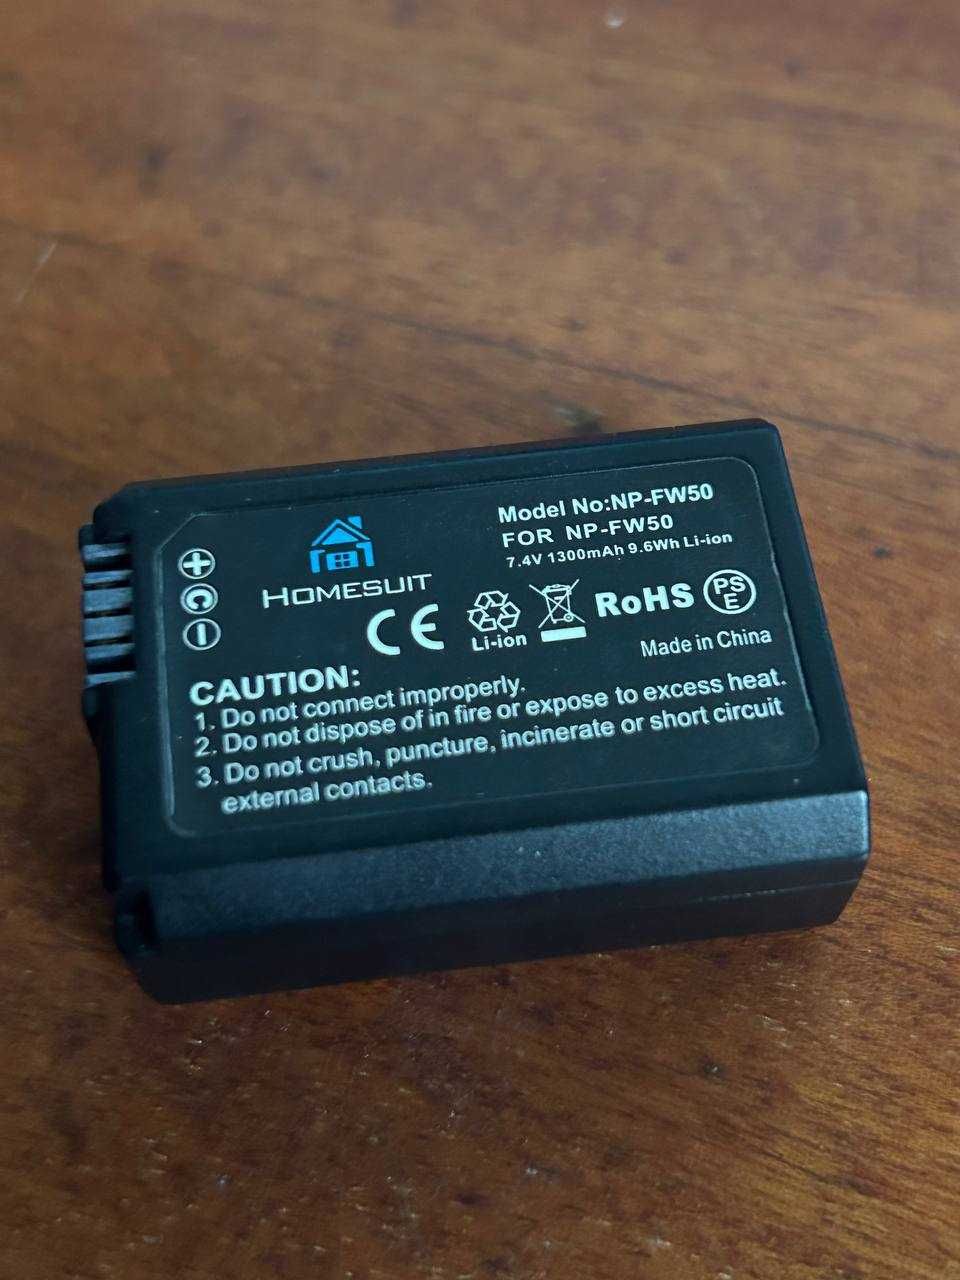 Model No:NP-FW50
FOR NP-FW50
7.4V 1300mAh 9.6Wh Li-ion
HOMESUIT
+
C
–
CE
Li-ion
RoHS
PSE
Made in China
CAUTION:
1. Do not connect improperly.
2. Do not dispose of in fire or expose to excess heat.
3. Do not crush, puncture, incinerate or short circuit
external contacts.